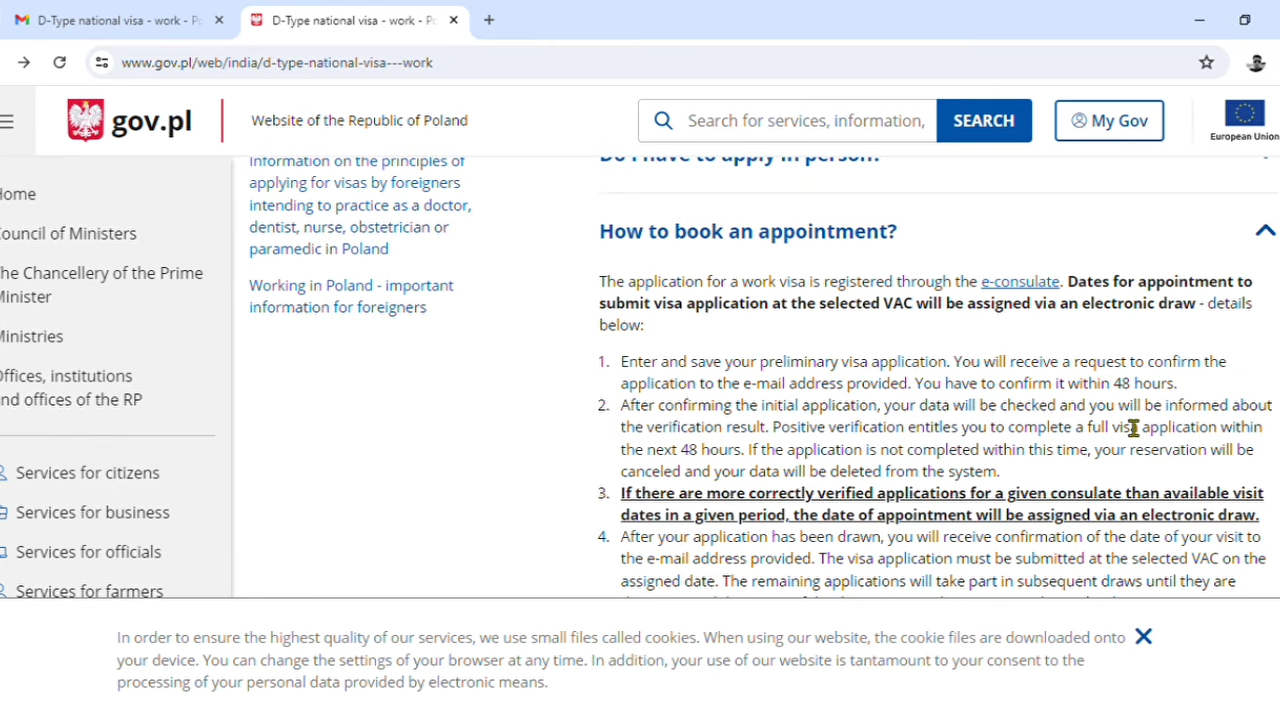 D-Type national visa - work - Po
D-Type national visa - work - Po
www.gov.pl/web/india/d-type-national-visa---work
gov.pl
Website of the Republic of Poland
Search for services, information,
SEARCH
My Gov
European Union
Home
Council of Ministers
The Chancellery of the Prime
Minister
Ministries
Offices, institutions
and offices of the RP
Services for citizens
Services for business
Services for officials
Services for farmers
Information on the principles of
applying for visas by foreigners
intending to practice as a doctor,
dentist, nurse, obstetrician or
paramedic in Poland
Working in Poland - important
information for foreigners
Do I have to apply in person?
How to book an appointment?
The application for a work visa is registered through the e-consulate. Dates for appointment to
submit visa application at the selected VAC will be assigned via an electronic draw - details
below:
1. Enter and save your preliminary visa application. You will receive a request to confirm the
application to the e-mail address provided. You have to confirm it within 48 hours.
2. After confirming the initial application, your data will be checked and you will be informed about
the verification result. Positive verification entitles you to complete a full visa application within
the next 48 hours. If the application is not completed within this time, your reservation will be
canceled and your data will be deleted from the system.
3. If there are more correctly verified applications for a given consulate than available visit
dates in a given period, the date of appointment will be assigned via an electronic draw.
4. After your application has been drawn, you will receive confirmation of the date of your visit to
the e-mail address provided. The visa application must be submitted at the selected VAC on the
assigned date. The remaining applications will take part in subsequent draws until they are
In order to ensure the highest quality of our services, we use small files called cookies. When using our website, the cookie files are downloaded onto
your device. You can change the settings of your browser at any time. In addition, your use of our website is tantamount to your consent to the
processing of your personal data provided by electronic means.